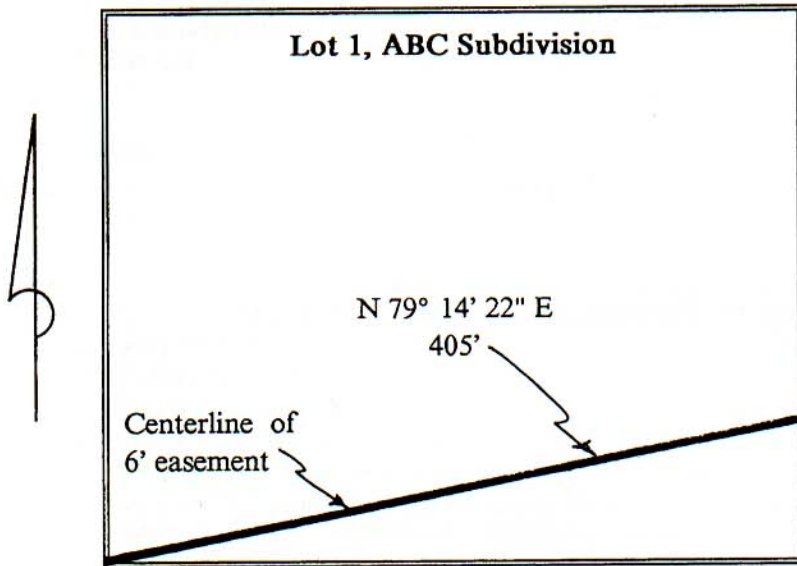 Lot 1, ABC Subdivision
N 79° 14' 22" E
405'
Centerline of
6' easement